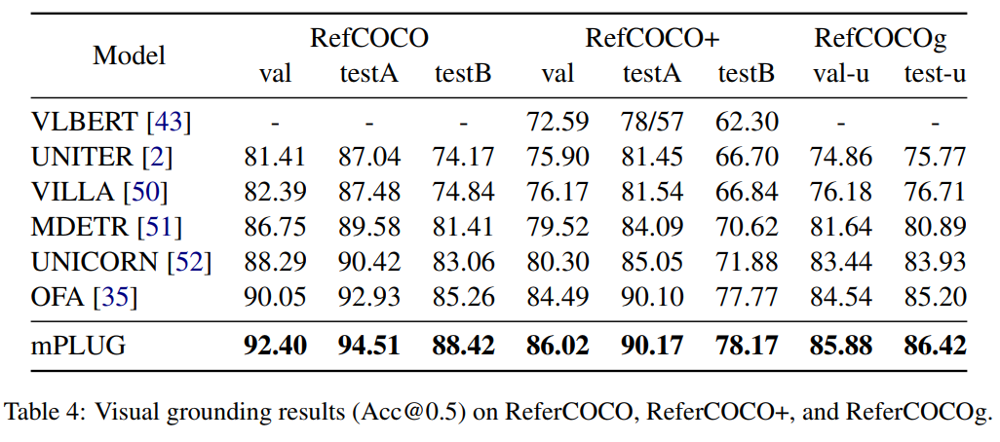 Model RefCOCO RefCOCO+ RefCOCOg
val testA testB val testA testB val-u test-u
VLBERT [43] - - - 72.59 78/57 62.30 - -
UNITER [2] 81.41 87.04 74.17 75.90 81.45 66.70 74.86 75.77
VILLA [50] 82.39 87.48 74.84 76.17 81.54 66.84 76.18 76.71
MDETR [51] 86.75 89.58 81.41 79.52 84.09 70.62 81.64 80.89
UNICORN [52] 88.29 90.42 83.06 80.30 85.05 71.88 83.44 83.93
OFA [35] 90.05 92.93 85.26 84.49 90.10 77.77 84.54 85.20
mPLUG 92.40 94.51 88.42 86.02 90.17 78.17 85.88 86.42
Table 4: Visual grounding results (Acc@0.5) on ReferCOCO, ReferCOCO+, and ReferCOCOg.